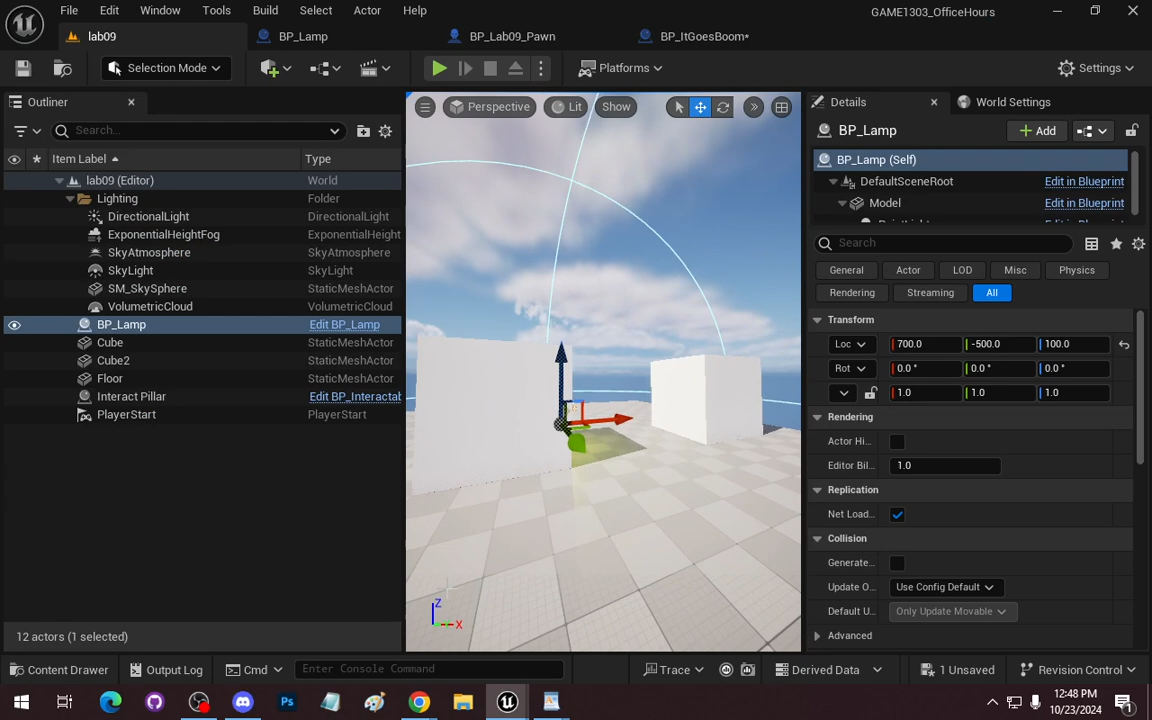 File Edit Window Tools Build Select Actor Help
GAME1303_OfficeHours
lab09
BP_Lamp
BP_Lab09_Pawn
BP_ItGoesBoom*
Selection Mode
Platforms
Settings
Outliner
Search...
Item Label
Type
lab09 (Editor)
World
Lighting
Folder
DirectionalLight
DirectionalLight
ExponentialHeightFog
ExponentialHeight
SkyAtmosphere
SkyAtmosphere
SkyLight
SkyLight
SM_SkySphere
StaticMeshActor
VolumetricCloud
VolumetricCloud
BP_Lamp
Edit BP_Lamp
Cube
StaticMeshActor
Cube2
StaticMeshActor
Floor
StaticMeshActor
Interact Pillar
Edit BP_Interactab
PlayerStart
PlayerStart
12 actors (1 selected)
Perspective
Lit
Show
Z
X
Details
World Settings
BP_Lamp
Add
BP_Lamp (Self)
DefaultSceneRoot
Edit in Blueprint
Model
Edit in Blueprint
Search
General
Actor
LOD
Misc
Physics
Rendering
Streaming
All
Transform
Loc
700.0
-500.0
100.0
Rot
0.0 °
0.0 °
0.0 °
1.0
1.0
1.0
Rendering
Actor Hi...
Editor Bil...
1.0
Replication
Net Load...
Collision
Generate...
Update O...
Use Config Default
Default U...
Only Update Movable
Advanced
Content Drawer
Output Log
Cmd
Enter Console Command
Trace
Derived Data
1 Unsaved
Revision Control
12:48 PM
10/23/2024
1